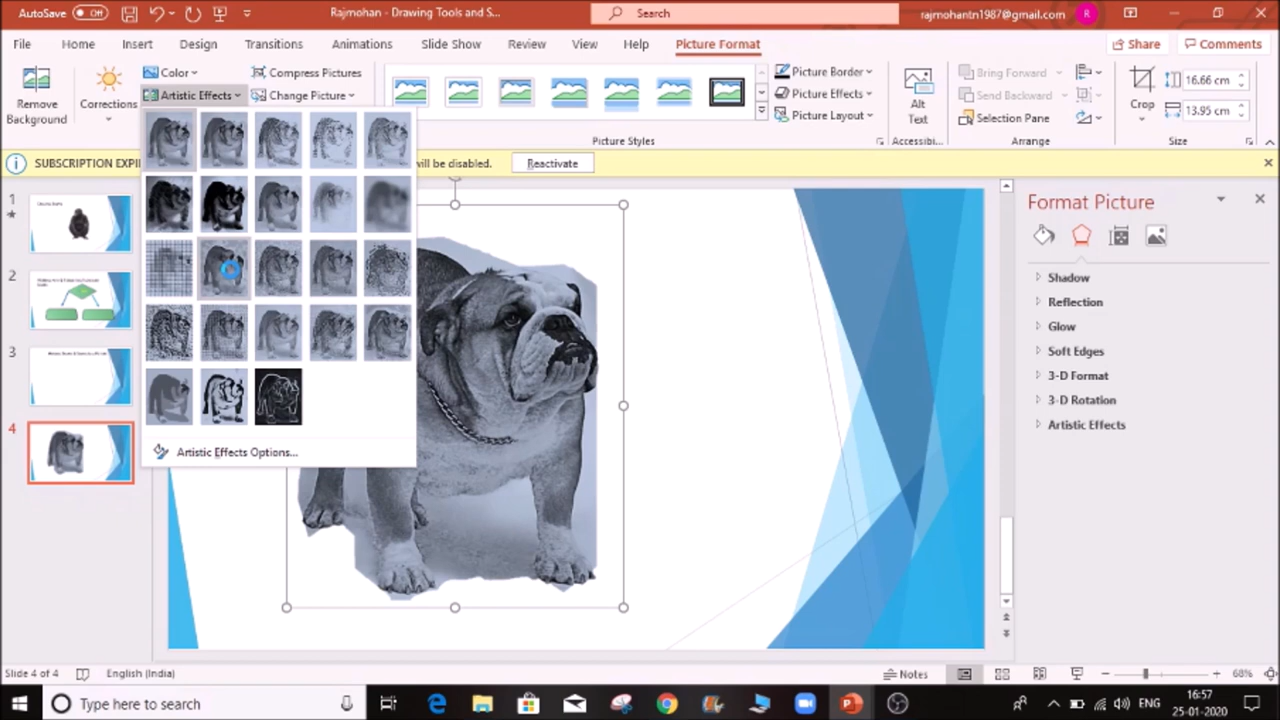 AutoSave Off Rajmohan - Drawing Tools and S... Search rajmohantn1987@gmail.com R
File Home Insert Design Transitions Animations Slide Show Review View Help Picture Format Share Comments
Remove Background
Corrections
Color
Artistic Effects
Compress Pictures
Change Picture
Picture Border
Picture Effects
Picture Layout
Alt Text
Bring Forward
Send Backward
Selection Pane
Crop
16.66 cm
13.95 cm
Picture Styles Accessibi... Arrange Size
SUBSCRIPTION EXPI will be disabled. Reactivate
1
2
3
4
Artistic Effects Options...
Format Picture
Shadow
Reflection
Glow
Soft Edges
3-D Format
3-D Rotation
Artistic Effects
Slide 4 of 4 English (India) Notes 68%
Type here to search ENG 16:57
25-01-2020